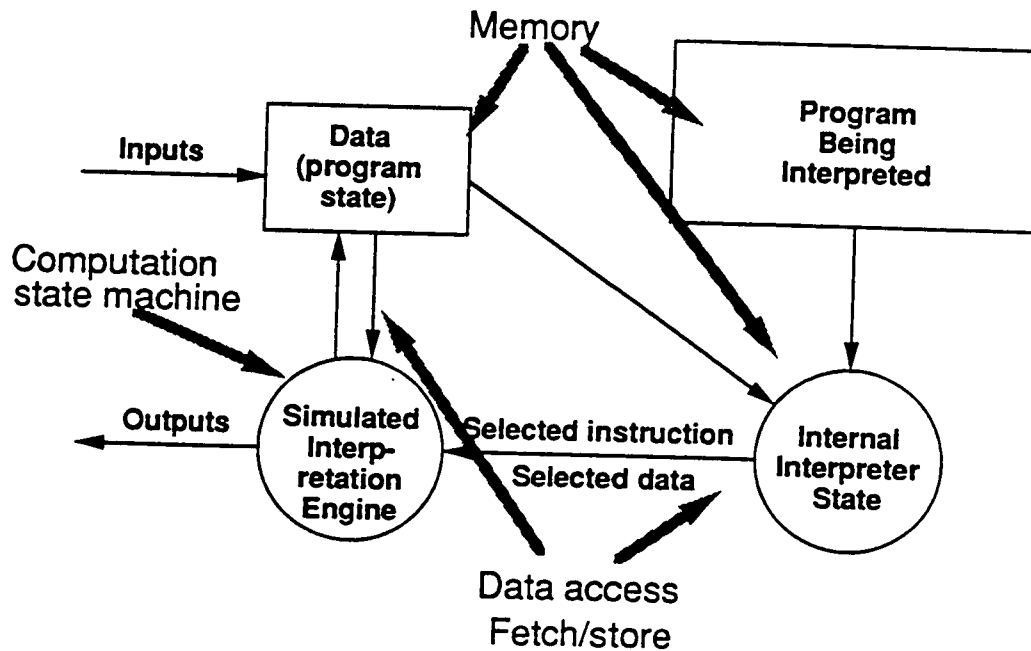 Memory
Program
Being
Interpreted
Inputs
Data
(program
state)
Computation
state machine
Outputs
Simulated
Interp-
retation
Engine
Selected instruction
Selected data
Internal
Interpreter
State
Data access
Fetch/store